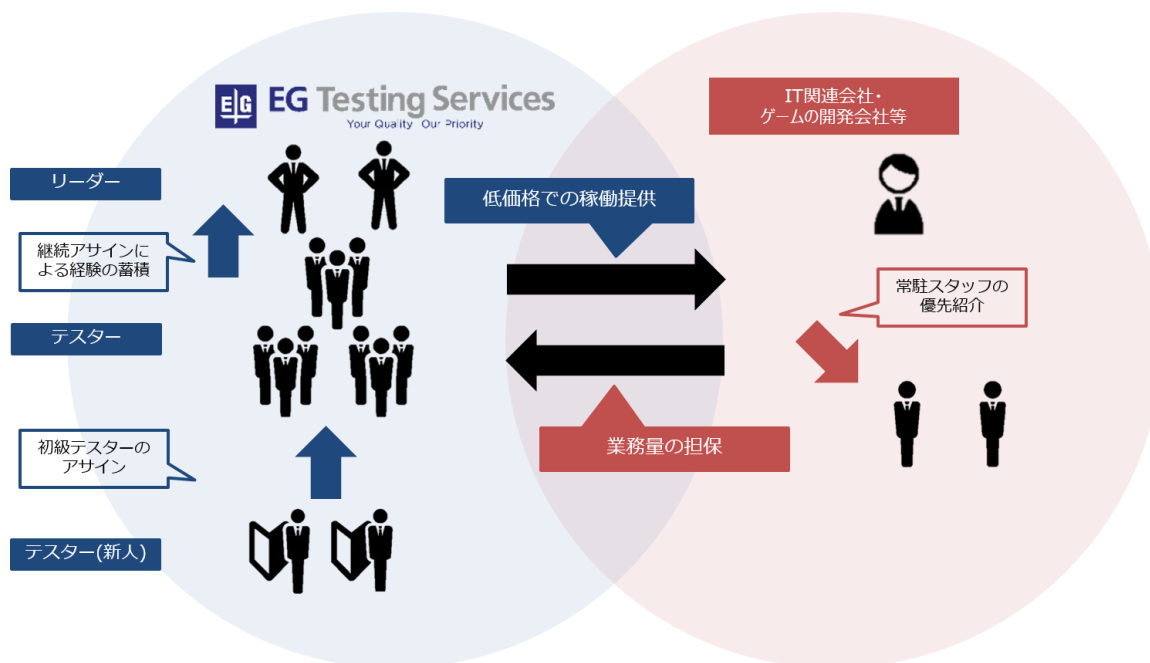 EG
EG Testing Services
Your Quality Our Priority
IT関連会社・
ゲームの開発会社等
リーダー
低価格での稼働提供
継続アサインに
よる経験の蓄積
常駐スタッフの
優先紹介
テスター
業務量の担保
初級テスターの
アサイン
テスター(新人)